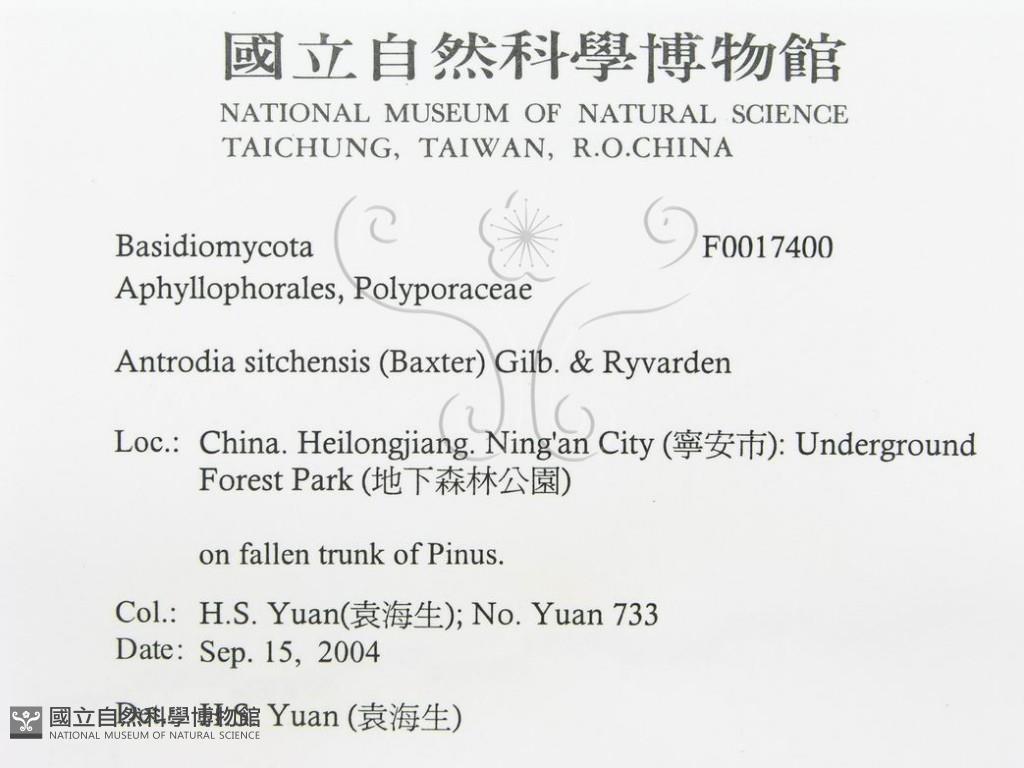 國立自然科學博物館
NATIONAL MUSEUM OF NATURAL SCIENCE
TAICHUNG, TAIWAN, R.O.CHINA
Basidiomycota F0017400
Aphyllophorales, Polyporaceae
Antrodia sitchensis (Baxter) Gilb. & Ryvarden
Loc.: China. Heilongjiang. Ning'an City (寧安市): Underground
Forest Park (地下森林公園)
on fallen trunk of Pinus.
Col.: H.S. Yuan(袁海生); No. Yuan 733
Date: Sep. 15, 2004
H.S. Yuan (袁海生)
國立自然科學博物館
NATIONAL MUSEUM OF NATURAL SCIENCE